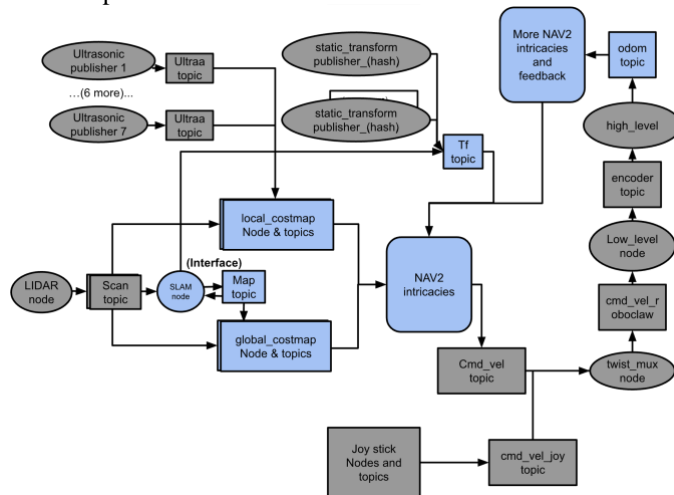 Ultrasonic
publisher 1
Ultraa
topic
...(6 more)...
Ultrasonic
publisher 7
Ultraa
topic
static_transform
publisher_(hash)
static_transform
publisher_(hash)
More NAV2
intricacies
and
feedback
odom
topic
high_level
Tf
topic
encoder
topic
local_costmap
Node & topics
Low_level
node
(Interface)
LIDAR
node
Scan
topic
SLAM
node
Map
topic
NAV2
intricacies
cmd_vel_r
oboclaw
global_costmap
Node & topics
Cmd_vel
topic
twist_mux
node
Joy stick
Nodes and
topics
cmd_vel_joy
topic